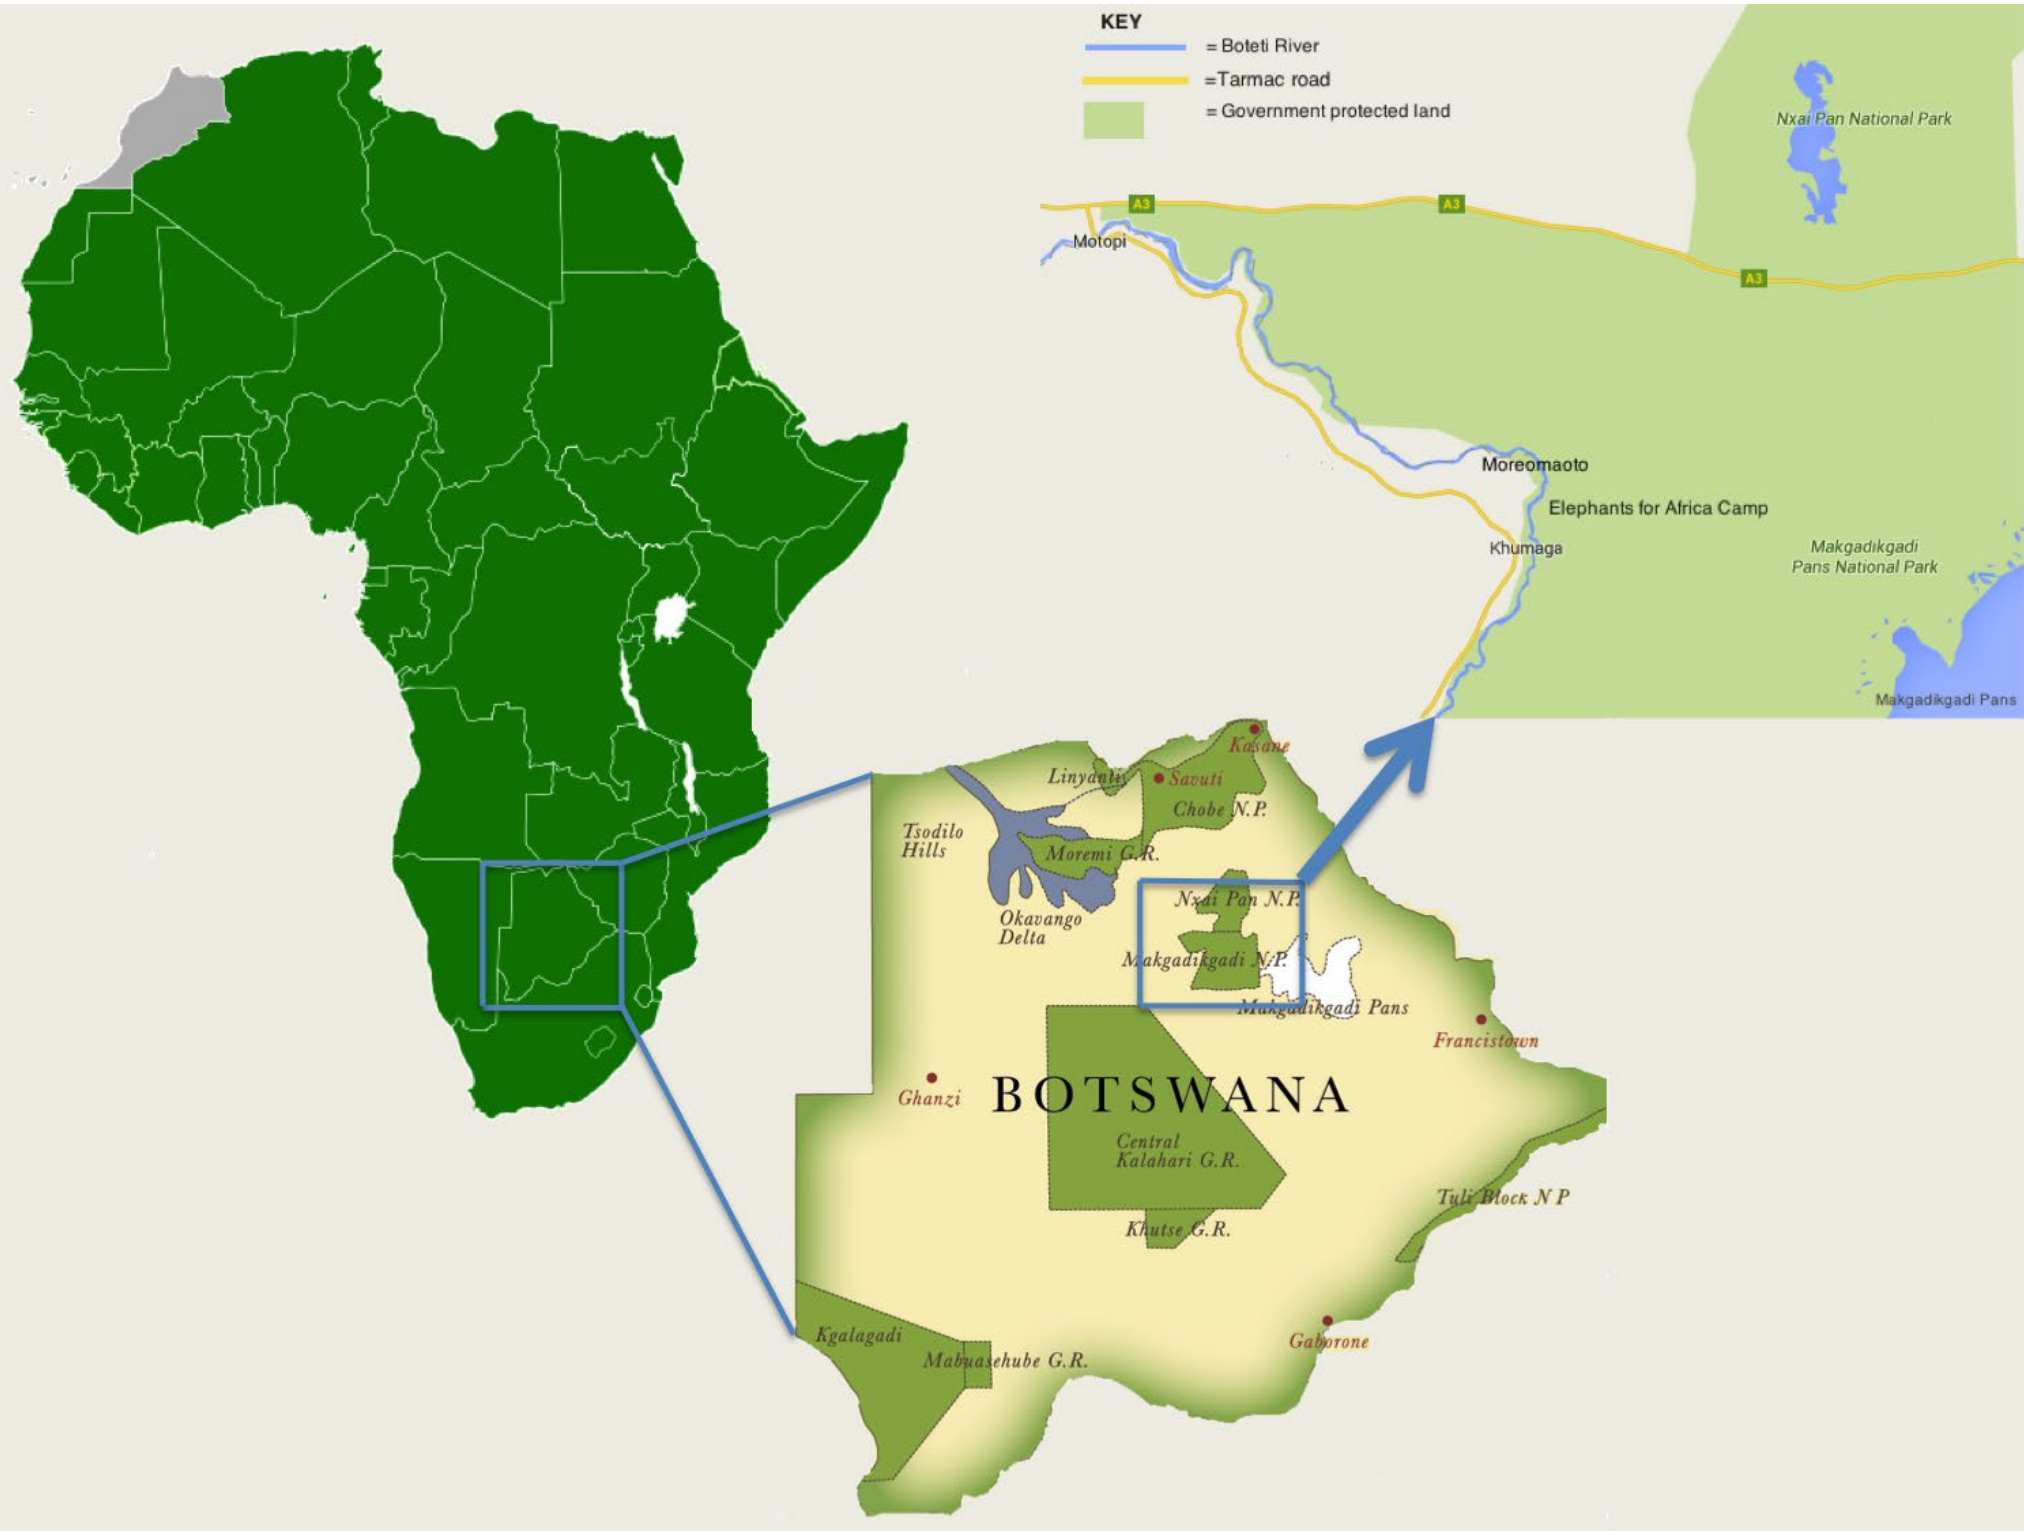 KEY
= Boteti River
=Tarmac road
= Government protected land
Nxai Pan National Park
A3
A3
A3
Motopi
Moreomaoto
Elephants for Africa Camp
Khumaga
Makgadikgadi
Pans National Park
Makgadikgadi Pans
Kasane
Linyanti
Savuti
Chobe N.P.
Tsodilo
Hills
Moremi G.R.
Nxai Pan N.P.
Okavango
Delta
Makgadikgadi N.P.
Makgadikgadi Pans
Francistown
Ghanzi
BOTSWANA
Central
Kalahari G.R.
Tuli Block N P
Khutse G.R.
Kgalagadi
Mabuasehube G.R.
Gaborone